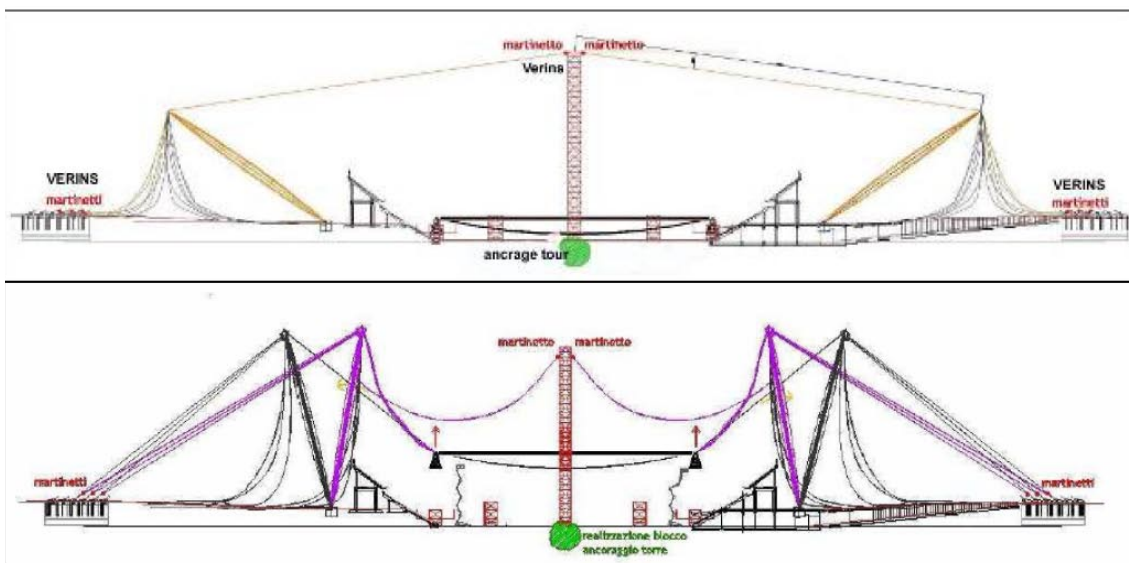 martinetto martinetto
Verins
VERINS
martinetti
VERINS
martinetti
ancrage tour
martinetto martinetto
martinetti
martinetti
realizzazione blocco
ancoraggio torre